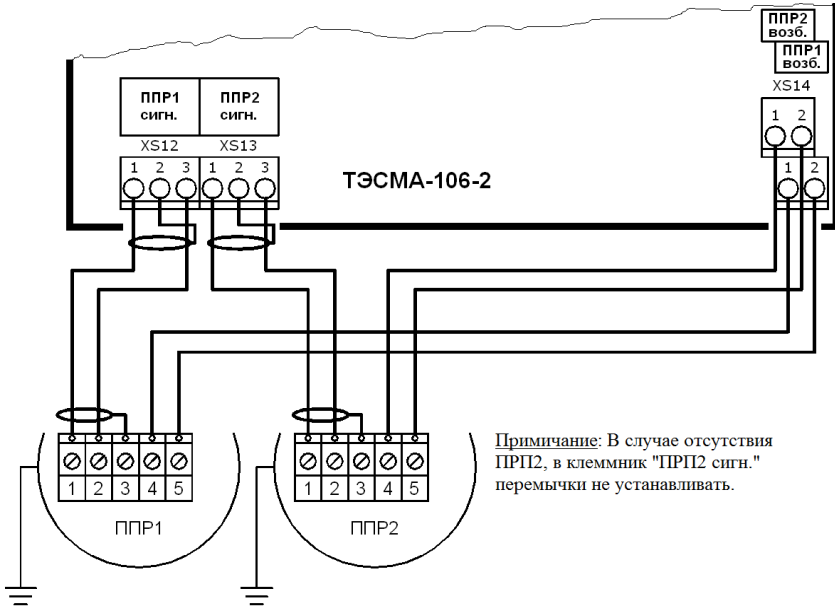 ППР2
возб.
ППР1
возб.
XS14
1 2
1 2
ППР1
сигн.
ППР2
сигн.
XS12 XS13
1 2 3 1 2 3
ТЭСМА-106-2
Примичание: В случае отсутствия
ПРП2, в клеммник "ПРП2 сигн."
перемычки не устанавливать.
1 2 3 4 5
ППР1
1 2 3 4 5
ППР2